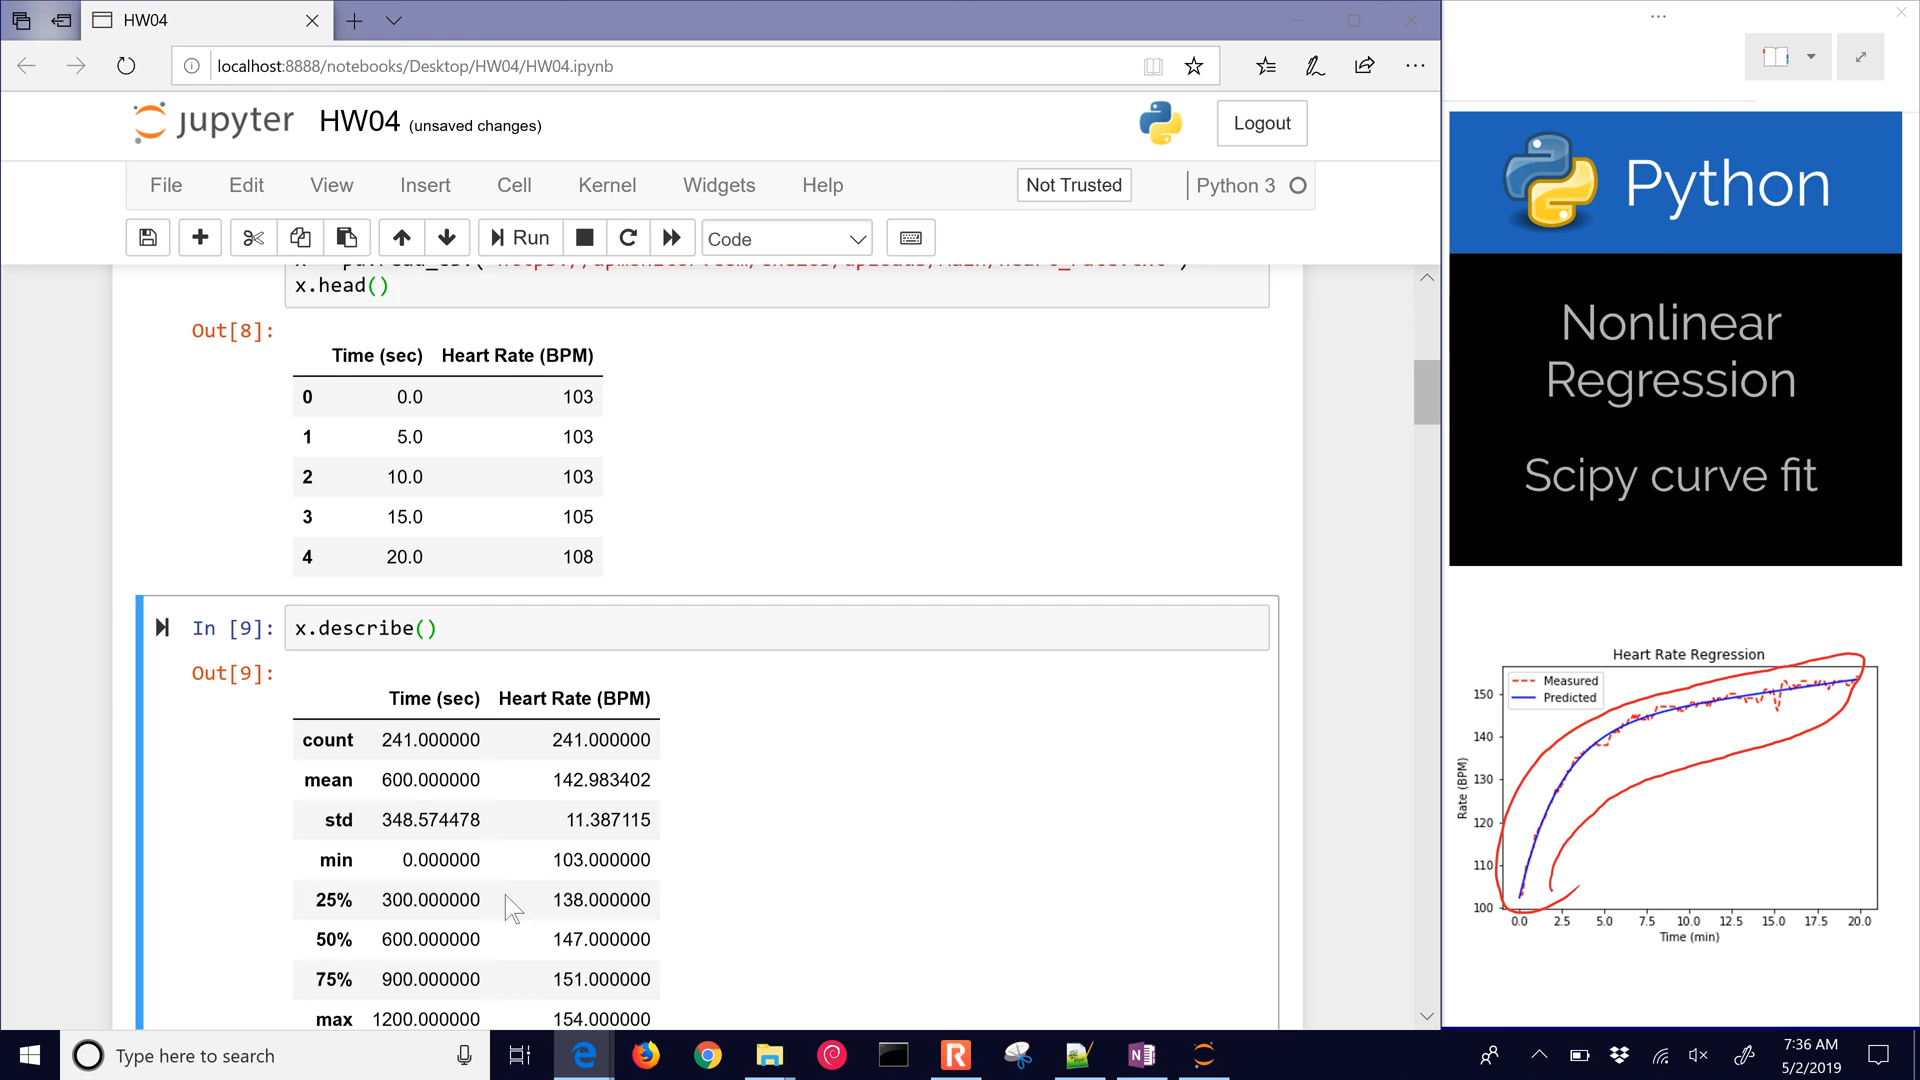 HW04
localhost:8888/notebooks/Desktop/HW04/HW04.ipynb
jupyter HW04 (unsaved changes)
Logout
File Edit View Insert Cell Kernel Widgets Help
Not Trusted
Python 3
Run
Code
x.head()
Out[8]:
Time (sec) Heart Rate (BPM)
0 0.0 103
1 5.0 103
2 10.0 103
3 15.0 105
4 20.0 108
In [9]: x.describe()
Out[9]:
Time (sec) Heart Rate (BPM)
count 241.000000 241.000000
mean 600.000000 142.983402
std 348.574478 11.387115
min 0.000000 103.000000
25% 300.000000 138.000000
50% 600.000000 147.000000
75% 900.000000 151.000000
max 1200.000000 154.000000
Python
Nonlinear
Regression
Scipy curve fit
Heart Rate Regression
Measured
Predicted
Rate (BPM)
150
140
130
120
110
100
0.0 2.5 5.0 7.5 10.0 12.5 15.0 17.5 20.0
Time (min)
Type here to search
7:36 AM
5/2/2019